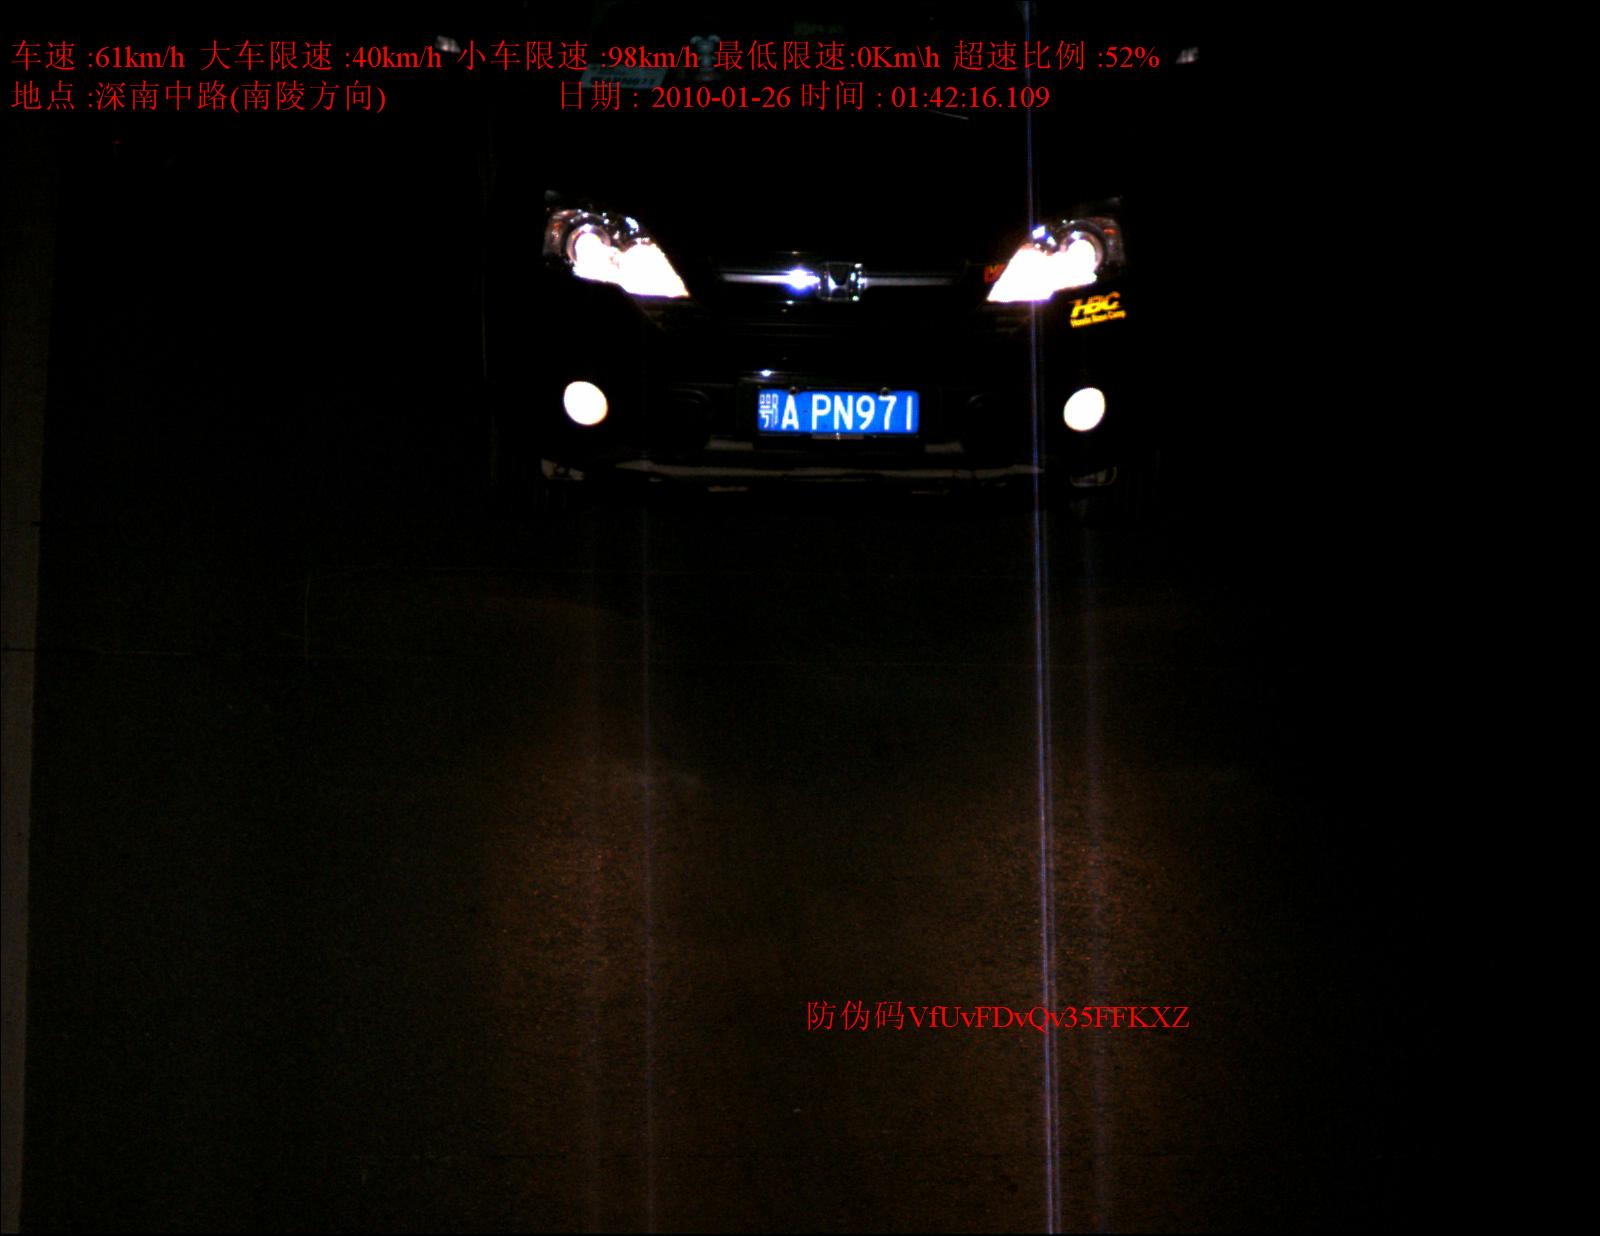 车速 :61km/h 大车限速 :40km/h 小车限速 :98km/h 最低限速:0Km\h 超速比例 :52%
地点 :深南中路(南陵方向) 日期 : 2010-01-26 时间 : 01:42:16.109
HBC
鄂A PN971
防伪码VfUvFDvQv35FFKXZ